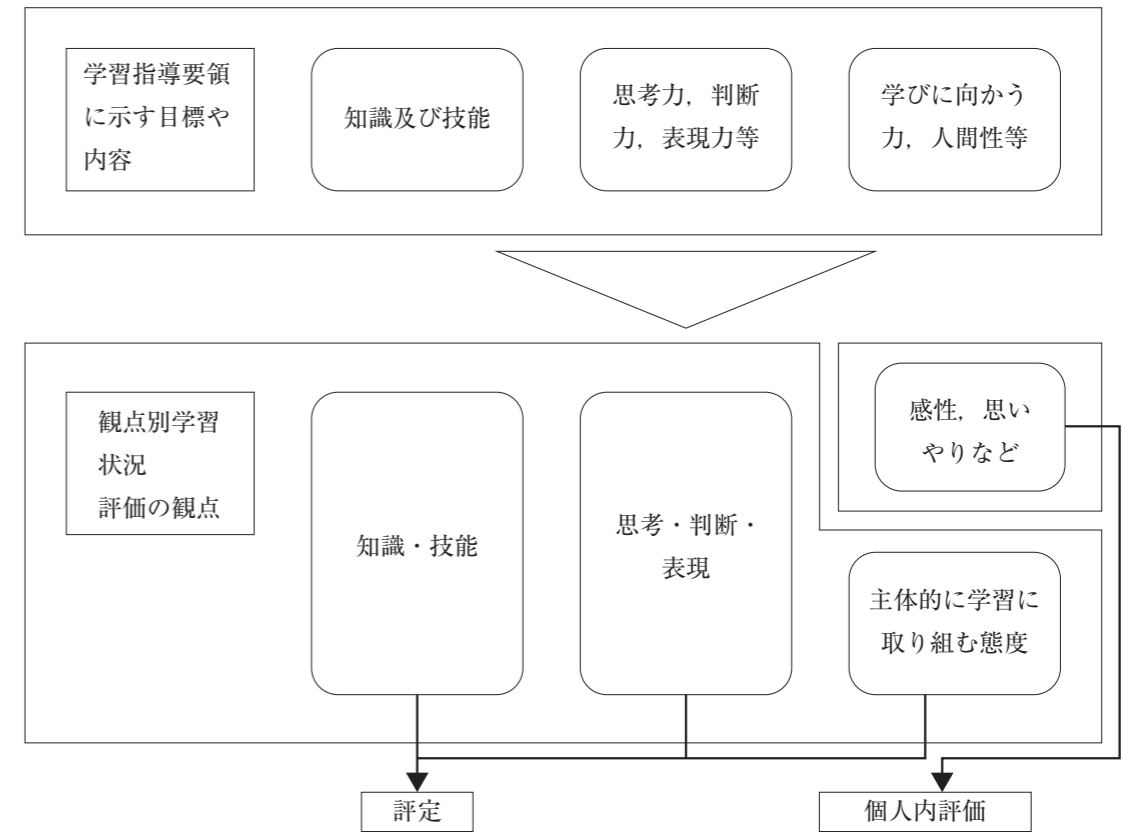 学習指導要領
に示す目標や
内容
知識及び技能
思考力，判断
力，表現力等
学びに向かう
力，人間性等
観点別学習
状況
評価の観点
知識・技能
思考・判断・
表現
感性，思い
やりなど
主体的に学習に
取り組む態度
評定
個人内評価